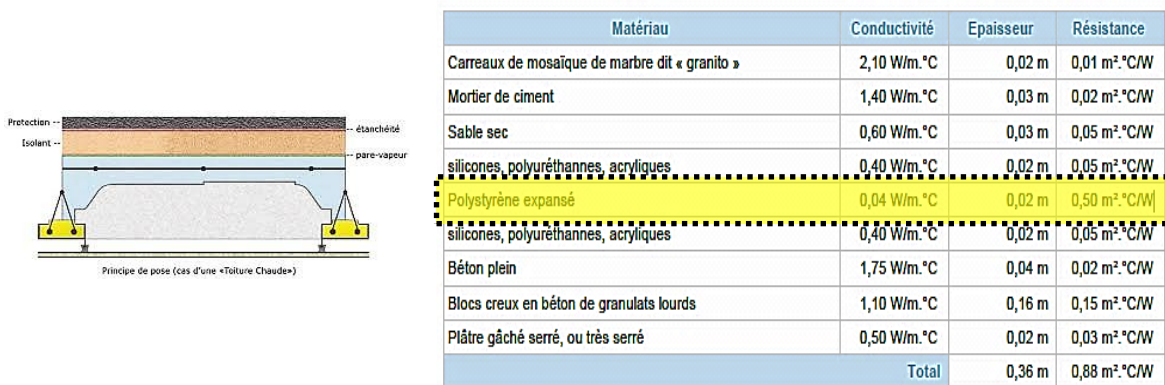 Protection --
Isolant --
-- étanchéité
-- pare-vapeur
Principe de pose (cas d'une «Toiture Chaude»)
Matériau Conductivité Epaisseur Résistance
Carreaux de mosaïque de marbre dit « granito » 2,10 W/m.°C 0,02 m 0,01 m².°C/W
Mortier de ciment 1,40 W/m.°C 0,03 m 0,02 m².°C/W
Sable sec 0,60 W/m.°C 0,03 m 0,05 m².°C/W
silicones, polyuréthannes, acryliques 0,40 W/m.°C 0,02 m 0,05 m².°C/W
Polystyrène expansé 0,04 W/m.°C 0,02 m 0,50 m².°C/W
silicones, polyuréthannes, acryliques 0,40 W/m.°C 0,02 m 0,05 m².°C/W
Béton plein 1,75 W/m.°C 0,04 m 0,02 m².°C/W
Blocs creux en béton de granulats lourds 1,10 W/m.°C 0,16 m 0,15 m².°C/W
Plâtre gâché serré, ou très serré 0,50 W/m.°C 0,02 m 0,03 m².°C/W
Total 0,36 m 0,88 m².°C/W